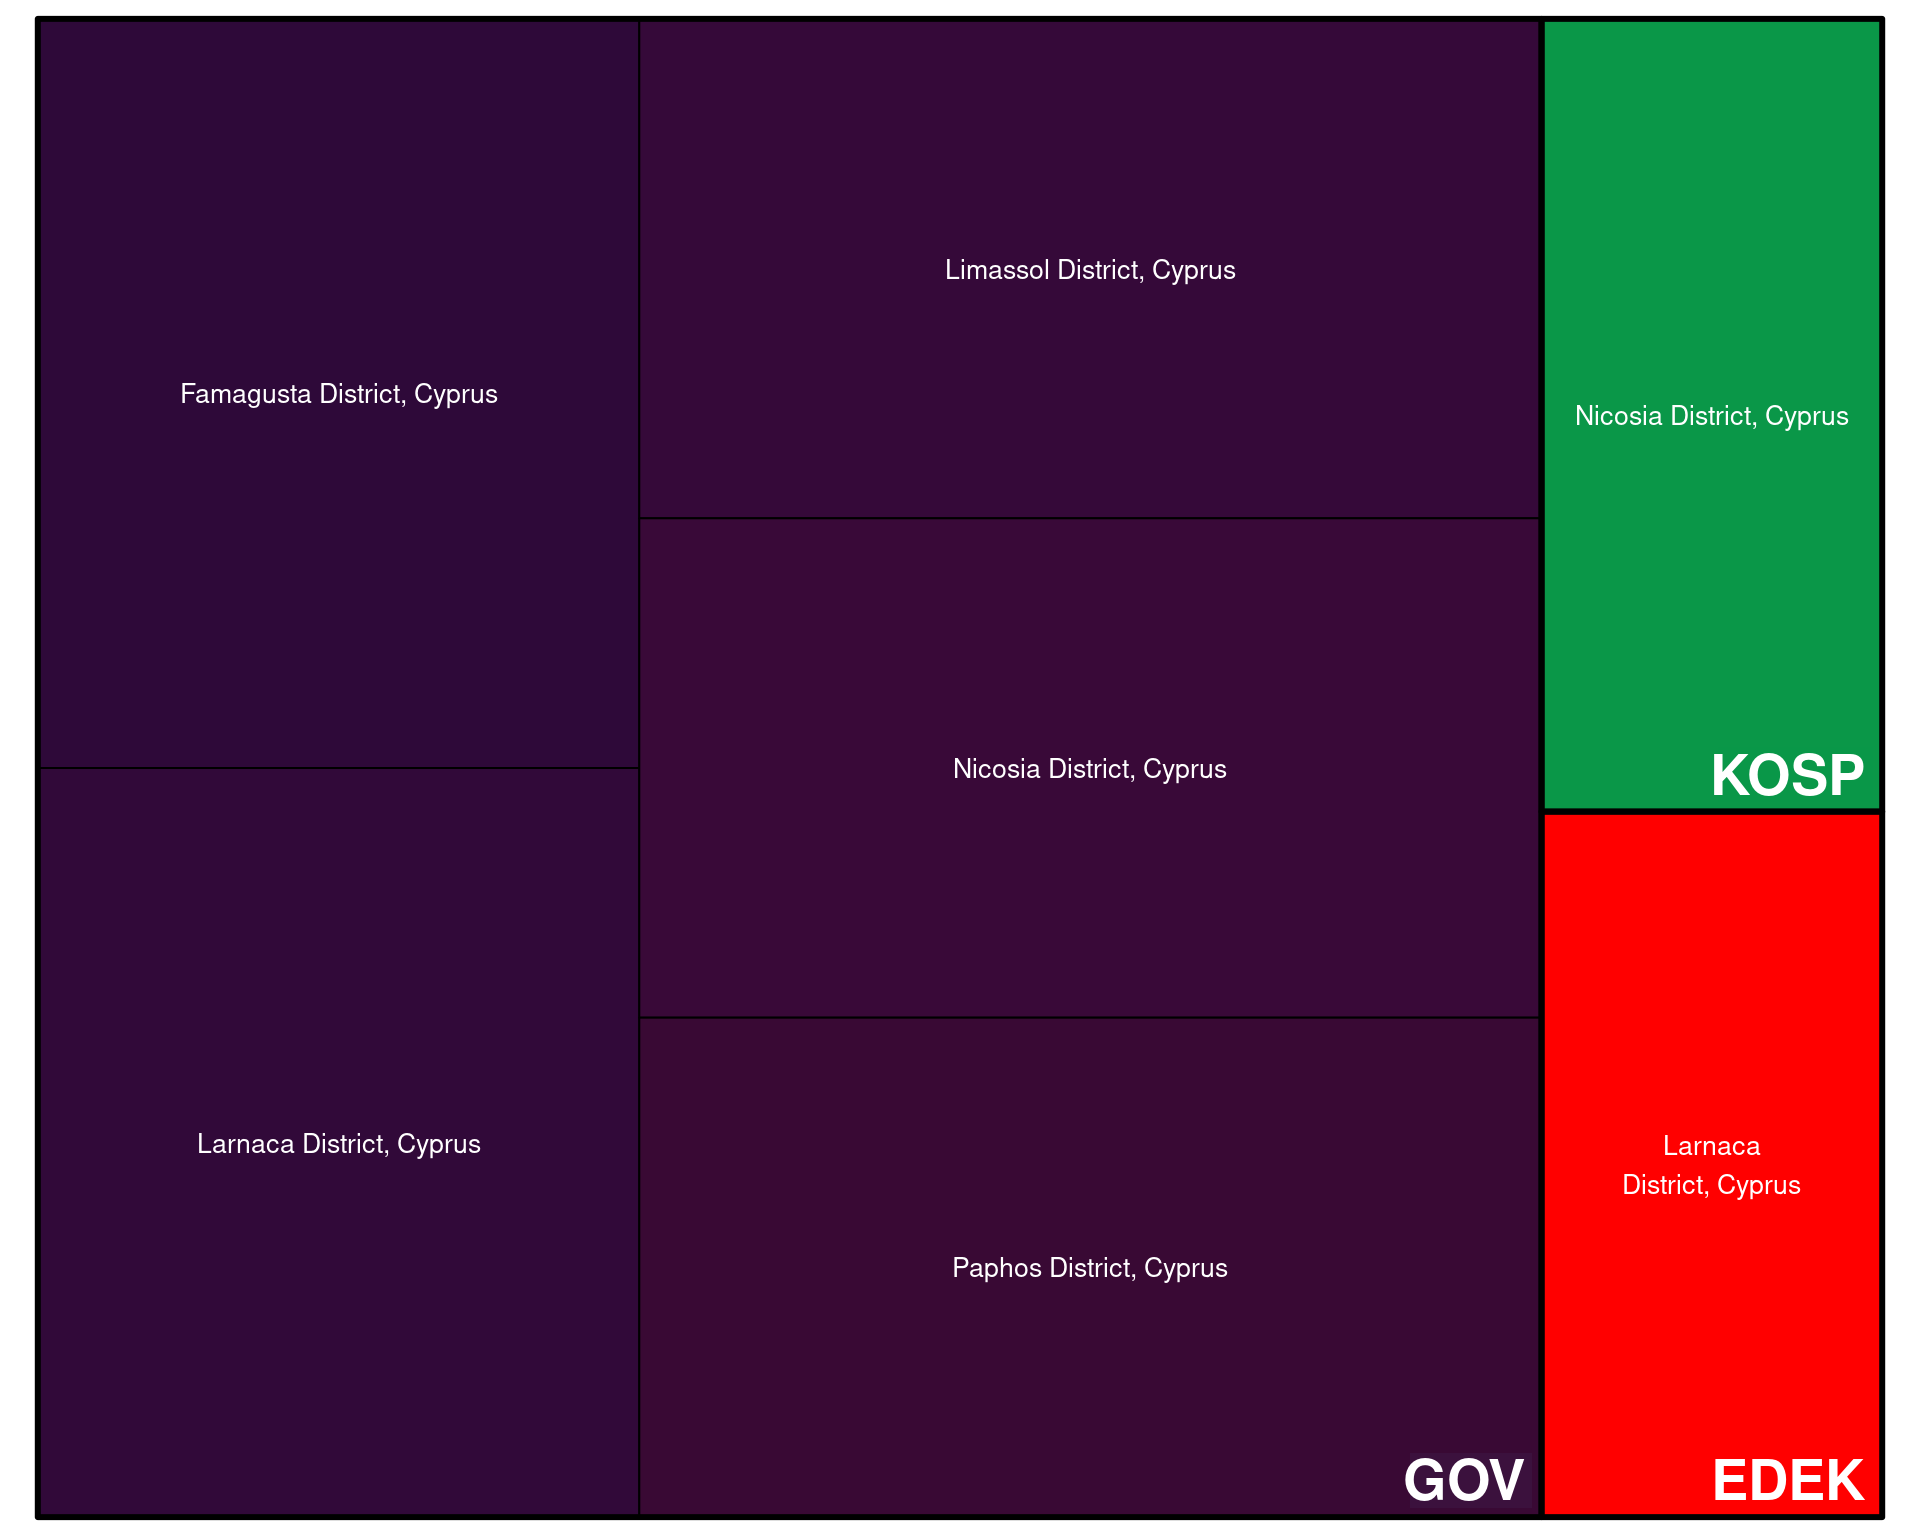 Famagusta District, Cyprus
Larnaca District, Cyprus
Limassol District, Cyprus
Nicosia District, Cyprus
Paphos District, Cyprus
GOV
Nicosia District, Cyprus
KOSP
Larnaca
District, Cyprus
EDEK